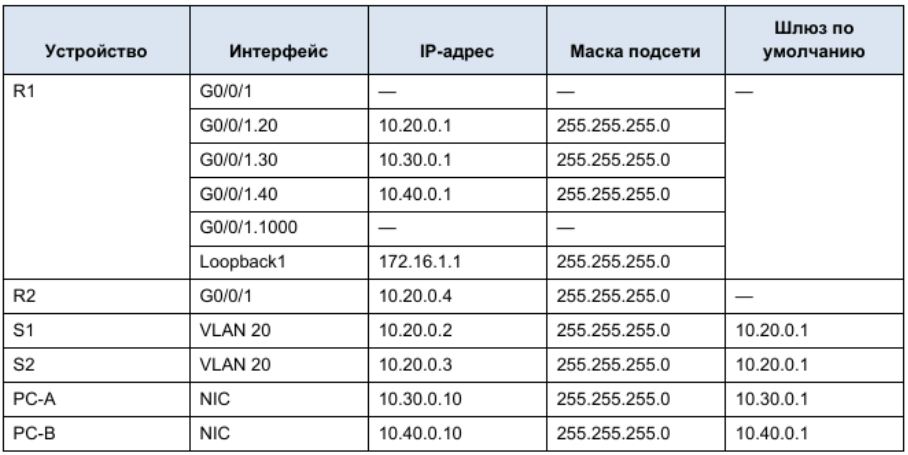 Устройство Интерфейс IP-адрес Маска подсети Шлюз по умолчанию
R1 G0/0/1 — — —
G0/0/1.20 10.20.0.1 255.255.255.0
G0/0/1.30 10.30.0.1 255.255.255.0
G0/0/1.40 10.40.0.1 255.255.255.0
G0/0/1.1000 — —
Loopback1 172.16.1.1 255.255.255.0
R2 G0/0/1 10.20.0.4 255.255.255.0 —
S1 VLAN 20 10.20.0.2 255.255.255.0 10.20.0.1
S2 VLAN 20 10.20.0.3 255.255.255.0 10.20.0.1
PC-A NIC 10.30.0.10 255.255.255.0 10.30.0.1
PC-B NIC 10.40.0.10 255.255.255.0 10.40.0.1